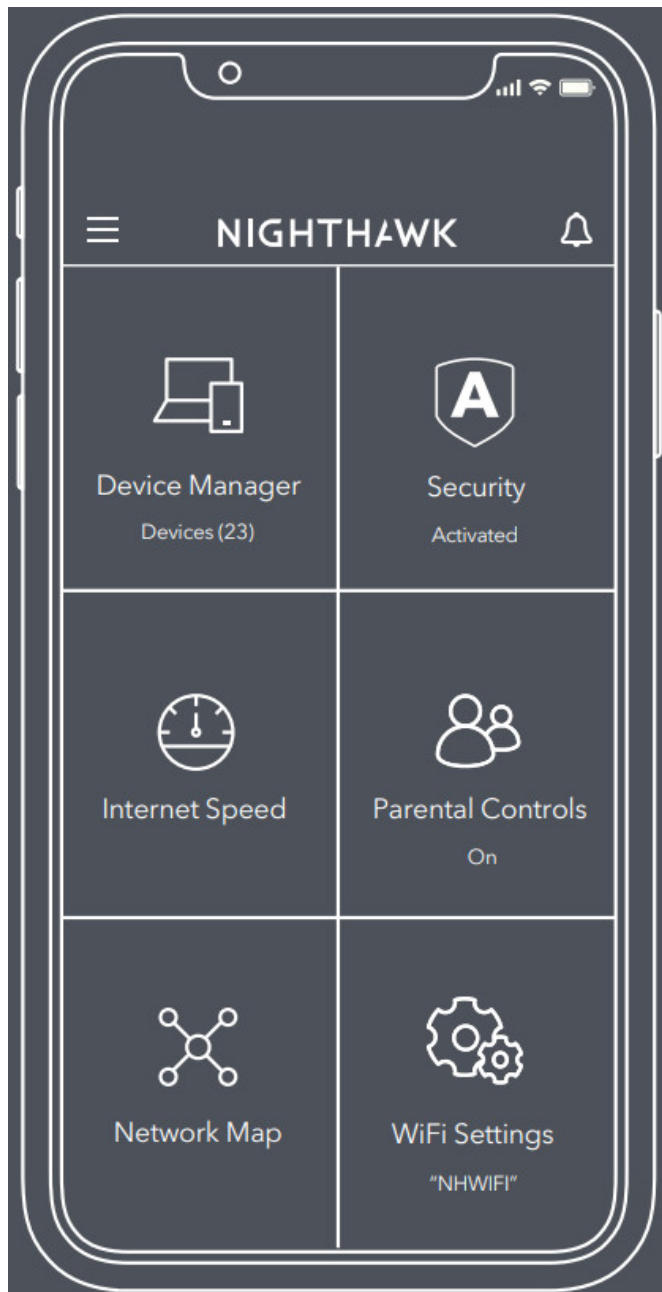 NIGHTHAWK
Device Manager
Devices (23)
A
Security
Activated
Internet Speed
Parental Controls
On
Network Map
WiFi Settings
“NHWIFI”